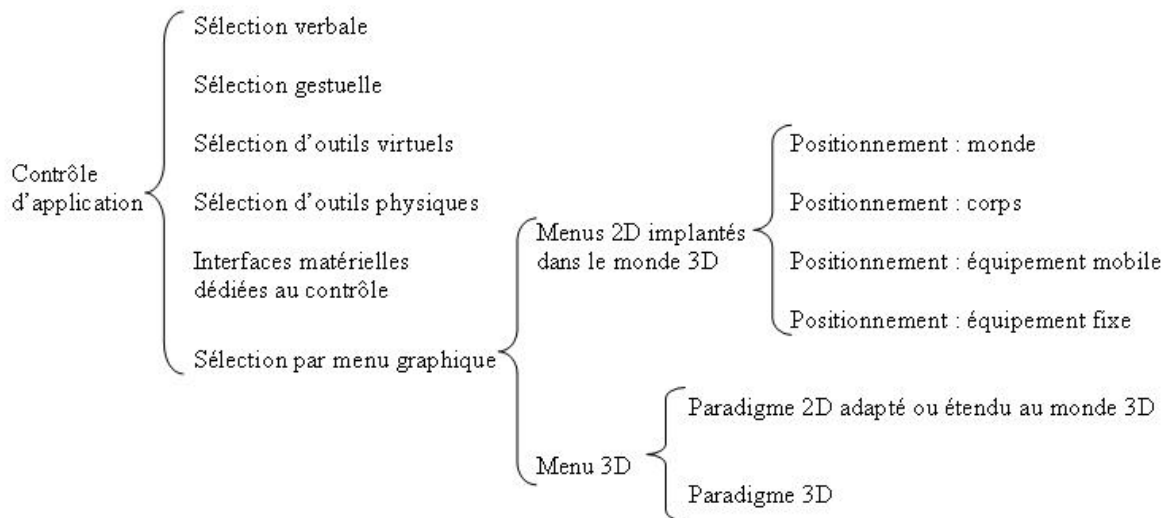 Contrôle
d'application
Sélection verbale
Sélection gestuelle
Sélection d'outils virtuels
Sélection d'outils physiques
Interfaces matérielles
dédiées au contrôle
Sélection par menu graphique
Menus 2D implantés
dans le monde 3D
Positionnement : monde
Positionnement : corps
Positionnement : équipement mobile
Positionnement : équipement fixe
Menu 3D
Paradigme 2D adapté ou étendu au monde 3D
Paradigme 3D